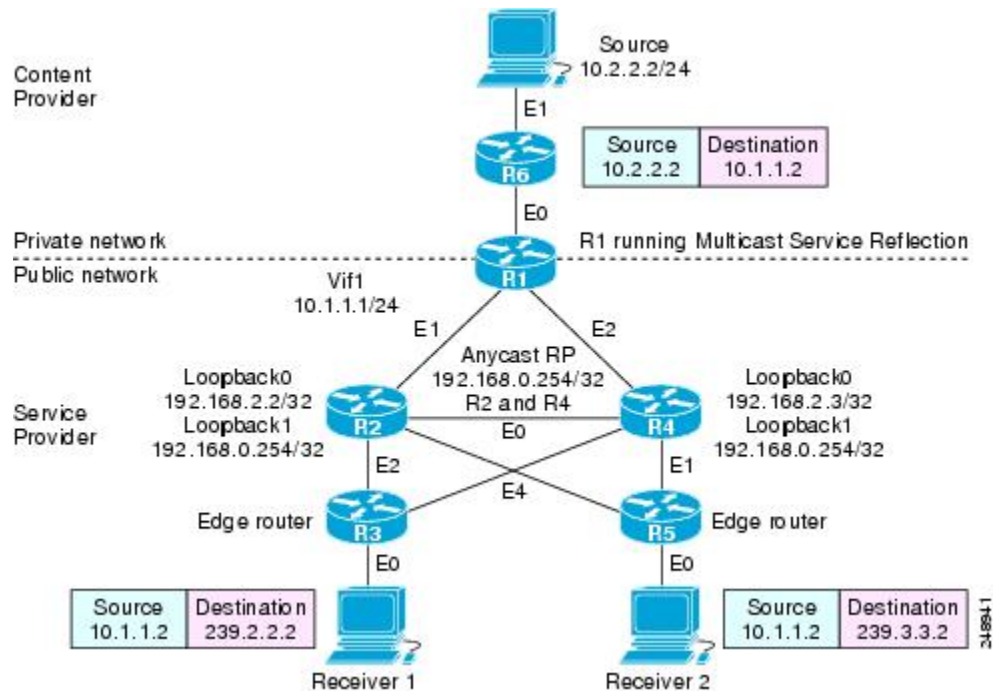 Source
10.2.2.2/24
Content
Provider
E1
Source
10.2.2.2
Destination
10.1.1.2
R6
E0
Private network
R1 running Multicast Service Reflection
Public network
R1
Vif1
10.1.1.1/24
E1
E2
Anycast RP
192.168.0.254/32
R2 and R4
Loopback0
192.168.2.2/32
Loopback1
192.168.0.254/32
Loopback0
192.168.2.3/32
Loopback1
192.168.0.254/32
Service
Provider
R2
E0
R4
E2
E4
E1
Edge router
R3
R5
Edge router
E0
E0
Source
10.1.1.2
Destination
239.2.2.2
Source
10.1.1.2
Destination
239.3.3.2
Receiver 1
Receiver 2
248941